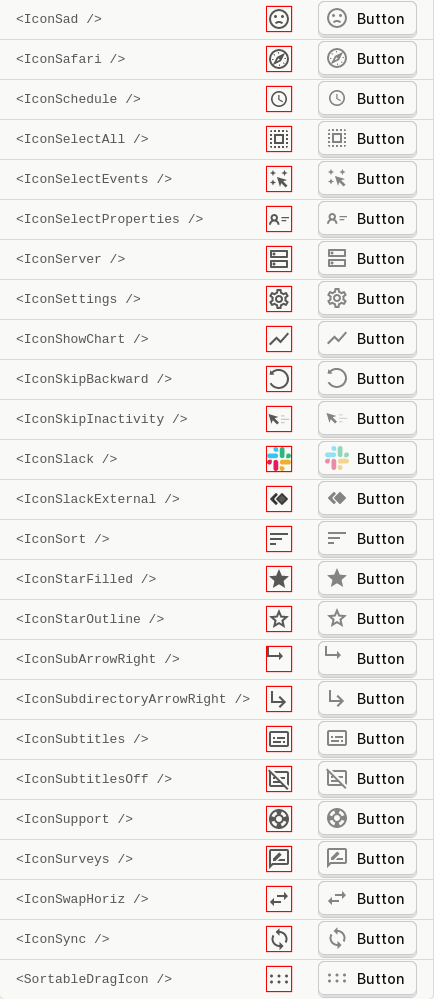 <IconSad /> Button
<IconSafari /> Button
<IconSchedule /> Button
<IconSelectAll /> Button
<IconSelectEvents /> Button
<IconSelectProperties /> Button
<IconServer /> Button
<IconSettings /> Button
<IconShowChart /> Button
<IconSkipBackward /> Button
<IconSkipInactivity /> Button
<IconSlack /> Button
<IconSlackExternal /> Button
<IconSort /> Button
<IconStarFilled /> Button
<IconStarOutline /> Button
<IconSubArrowRight /> Button
<IconSubdirectoryArrowRight /> Button
<IconSubtitles /> Button
<IconSubtitlesOff /> Button
<IconSupport /> Button
<IconSurveys /> Button
<IconSwapHoriz /> Button
<IconSync /> Button
<SortableDragIcon /> Button